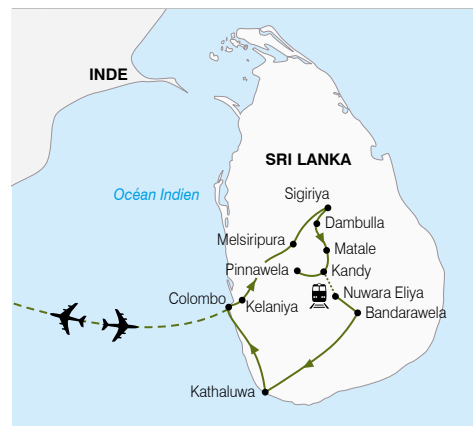 INDE
SRI LANKA
Océan Indien
Sigiriya
Dambulla
Melsiripura
Matale
Pinnawela
Kandy
Nuwara Eliya
Colombo
Kelaniya
Bandarawela
Kathaluwa